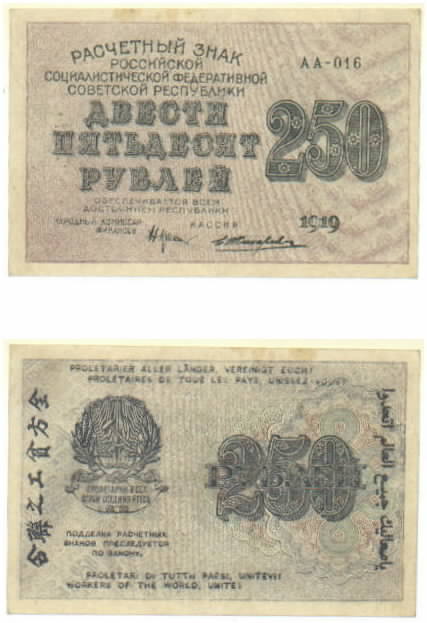 РАСЧЕТНЫЙ ЗНАК
РОССИЙСКОЙ
СОЦИАЛИСТИЧЕСКОЙ ФЕДЕРАТИВНОЙ
СОВЕТСКОЙ РЕСПУБЛИКИ
АА-016
ДВЕСТИ
ПЯТЬДЕСЯТ
РУБЛЕЙ
250
ОБЕСПЕЧИВАЕТСЯ ВСЕМ
ДОСТОЯНИЕМ РЕСПУБЛИКИ
НАРОДНЫЙ КОМИССАР
ФИНАНСОВ
КАССИР
1919
PROLETARIER ALLER LÄNDER, VEREINIGT EUCH!
PROLÉTAIRES DE TOUS LES PAYS, UNISSEZ-VOUS!
PROLETARIER
250
РУБЛЕЙ
ПОДДЕЛКА РАСЧЕТНЫХ
ЗНАКОВ ПРЕСЛЕДУЕТСЯ
ПО ЗАКОНУ.
PROLETARI DI TUTTI I PAESI, UNITEVI!
WORKERS OF THE WORLD, UNITE!